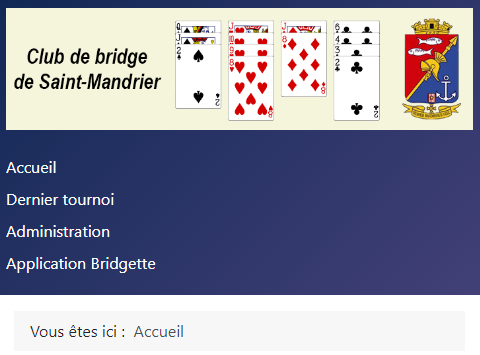 Club de bridge
de Saint-Mandrier
Accueil
Dernier tournoi
Administration
Application Bridgette
Vous êtes ici : Accueil